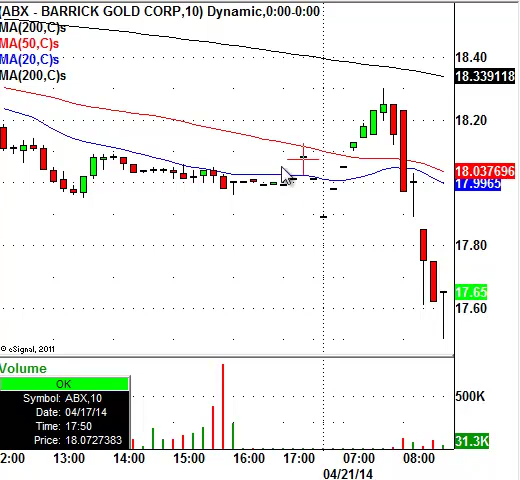 (ABX - BARRICK GOLD CORP,10) Dynamic,0:00-0:00
MA(200,C)s
MA(50,C)s
MA(20,C)s
MA(200,C)s
18.40
18.339118
18.20
18.037696
17.9965
17.80
17.65
17.60
© eSignal, 2011
Volume
OK
Symbol: ABX,10
Date: 04/17/14
Time: 17:50
Price: 18.0727383
500K
31.3K
2:00 13:00 14:00 15:00 16:00 17:00 07:00 08:00
04/21/14